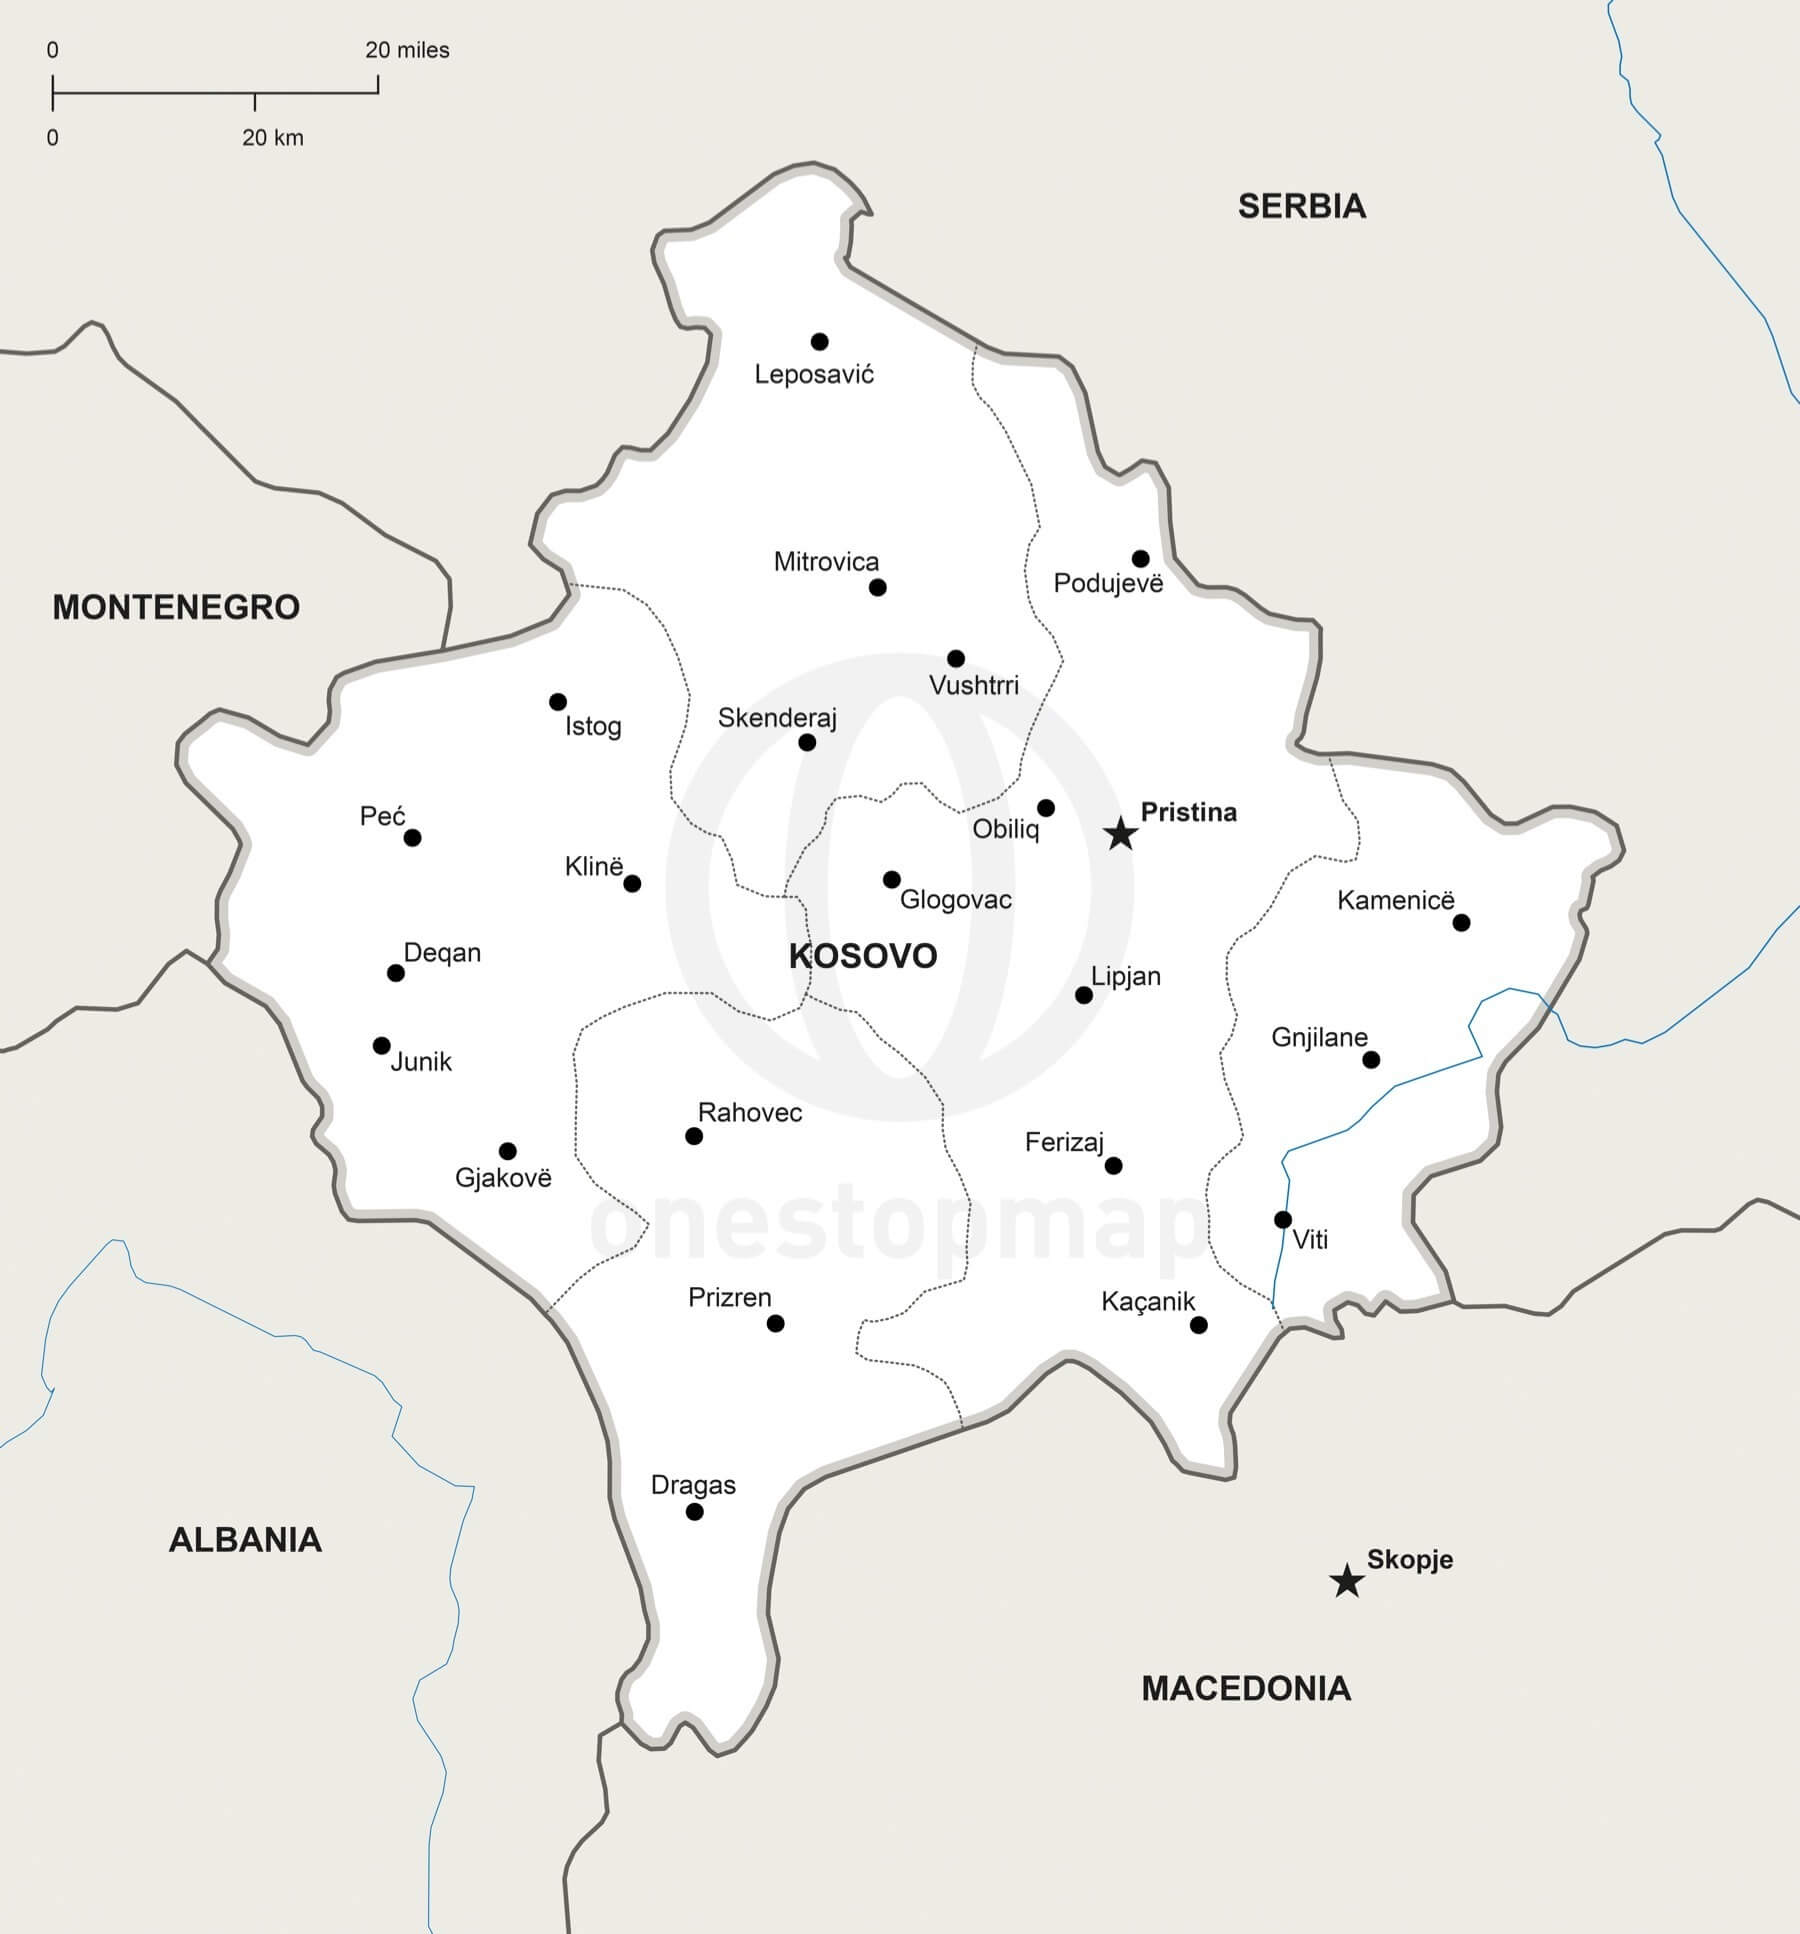 0 20 miles
0 20 km
SERBIA
Leposavić
Mitrovica
Podujevë
MONTENEGRO
Vushtrri
Istog
Skenderaj
Peć
Obiliq
Pristina
Klinë
Glogovac
Kamenicë
Deqan
KOSOVO
Lipjan
Gnjilane
Junik
Rahovec
Ferizaj
Gjakovë
onestopmap
Viti
Prizren
Kaçanik
Dragas
ALBANIA
Skopje
MACEDONIA